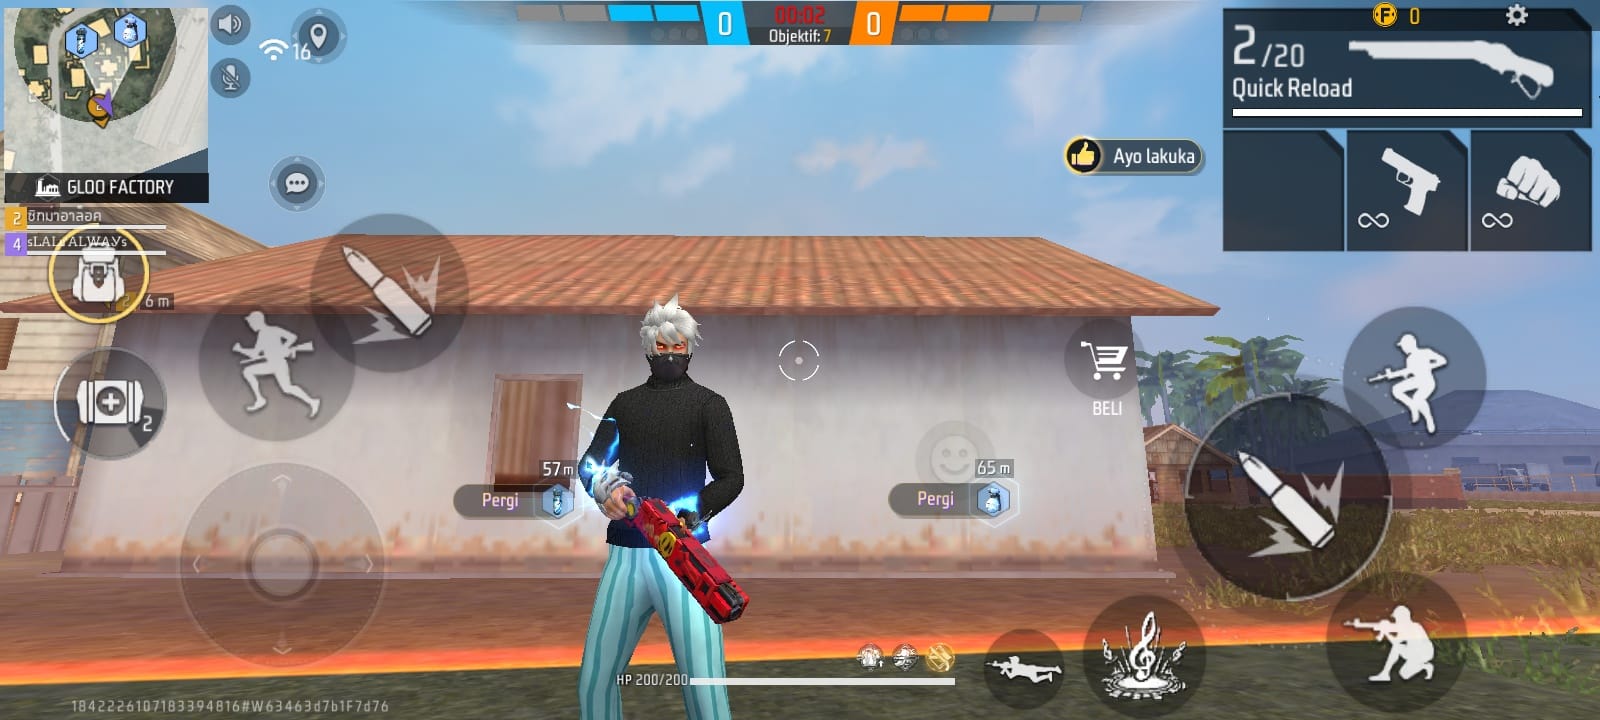 0
00:02
Objektif: 7
0
F 0
16
2/20
Quick Reload
Ayo lakuka
GLOO FACTORY
2 ชิกม่าอาลอค
4 sLALuALWAYs
6 m
2
BELI
57 m
Pergi
65 m
Pergi
HP 200/200
1842226107183394816#W63463d7b1F7d76